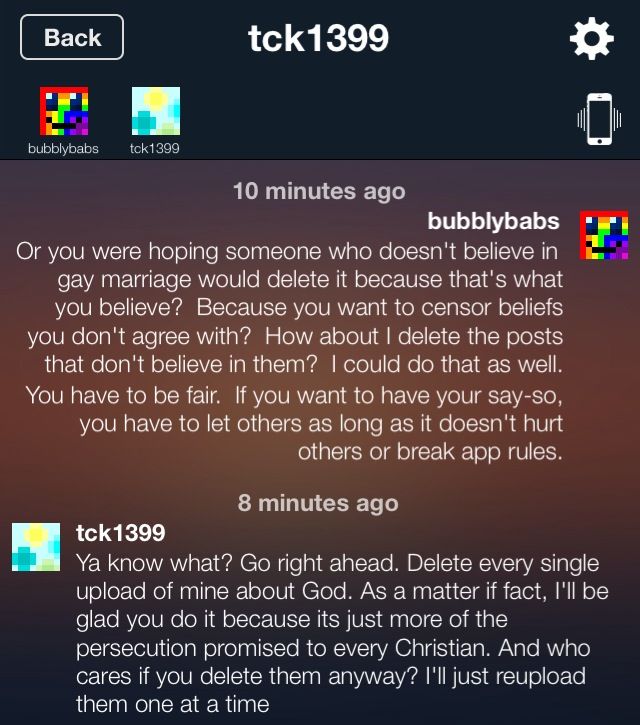 Back
tck1399
bubblybabs
tck1399
10 minutes ago
bubblybabs
Or you were hoping someone who doesn't believe in
gay marriage would delete it because that's what
you believe?  Because you want to censor beliefs
you don't agree with?  How about I delete the posts
that don't believe in them?  I could do that as well.
You have to be fair.  If you want to have your say-so,
you have to let others as long as it doesn't hurt
others or break app rules.
8 minutes ago
tck1399
Ya know what? Go right ahead. Delete every single
upload of mine about God. As a matter if fact, I'll be
glad you do it because its just more of the
persecution promised to every Christian. And who
cares if you delete them anyway? I'll just reupload
them one at a time